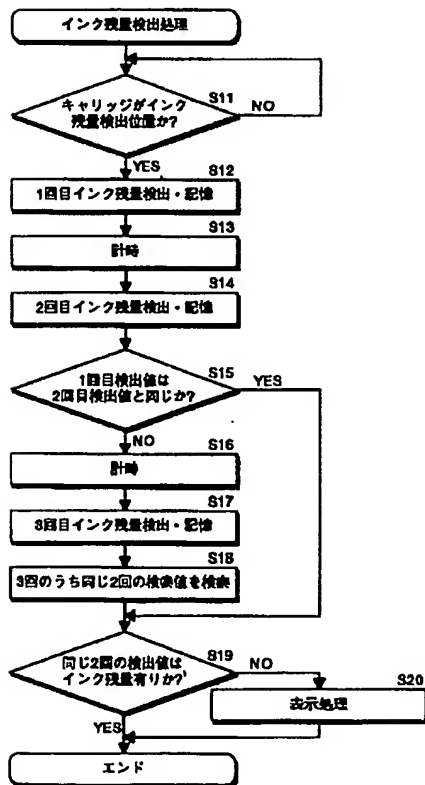 インク残量検出処理
S11
キャリッジがインク
残量検出位置か?
NO
YES
S12
1回目インク残量検出・記憶
S13
計時
S14
2回目インク残量検出・記憶
S15
1回目検出値は
2回目検出値と同じか?
YES
NO
S16
計時
S17
3回目インク残量検出・記憶
S18
3回のうち同じ2回の検索値を検索
S19
同じ2回の検出値は
インク残量有りか?
NO
YES
S20
表示処理
エンド